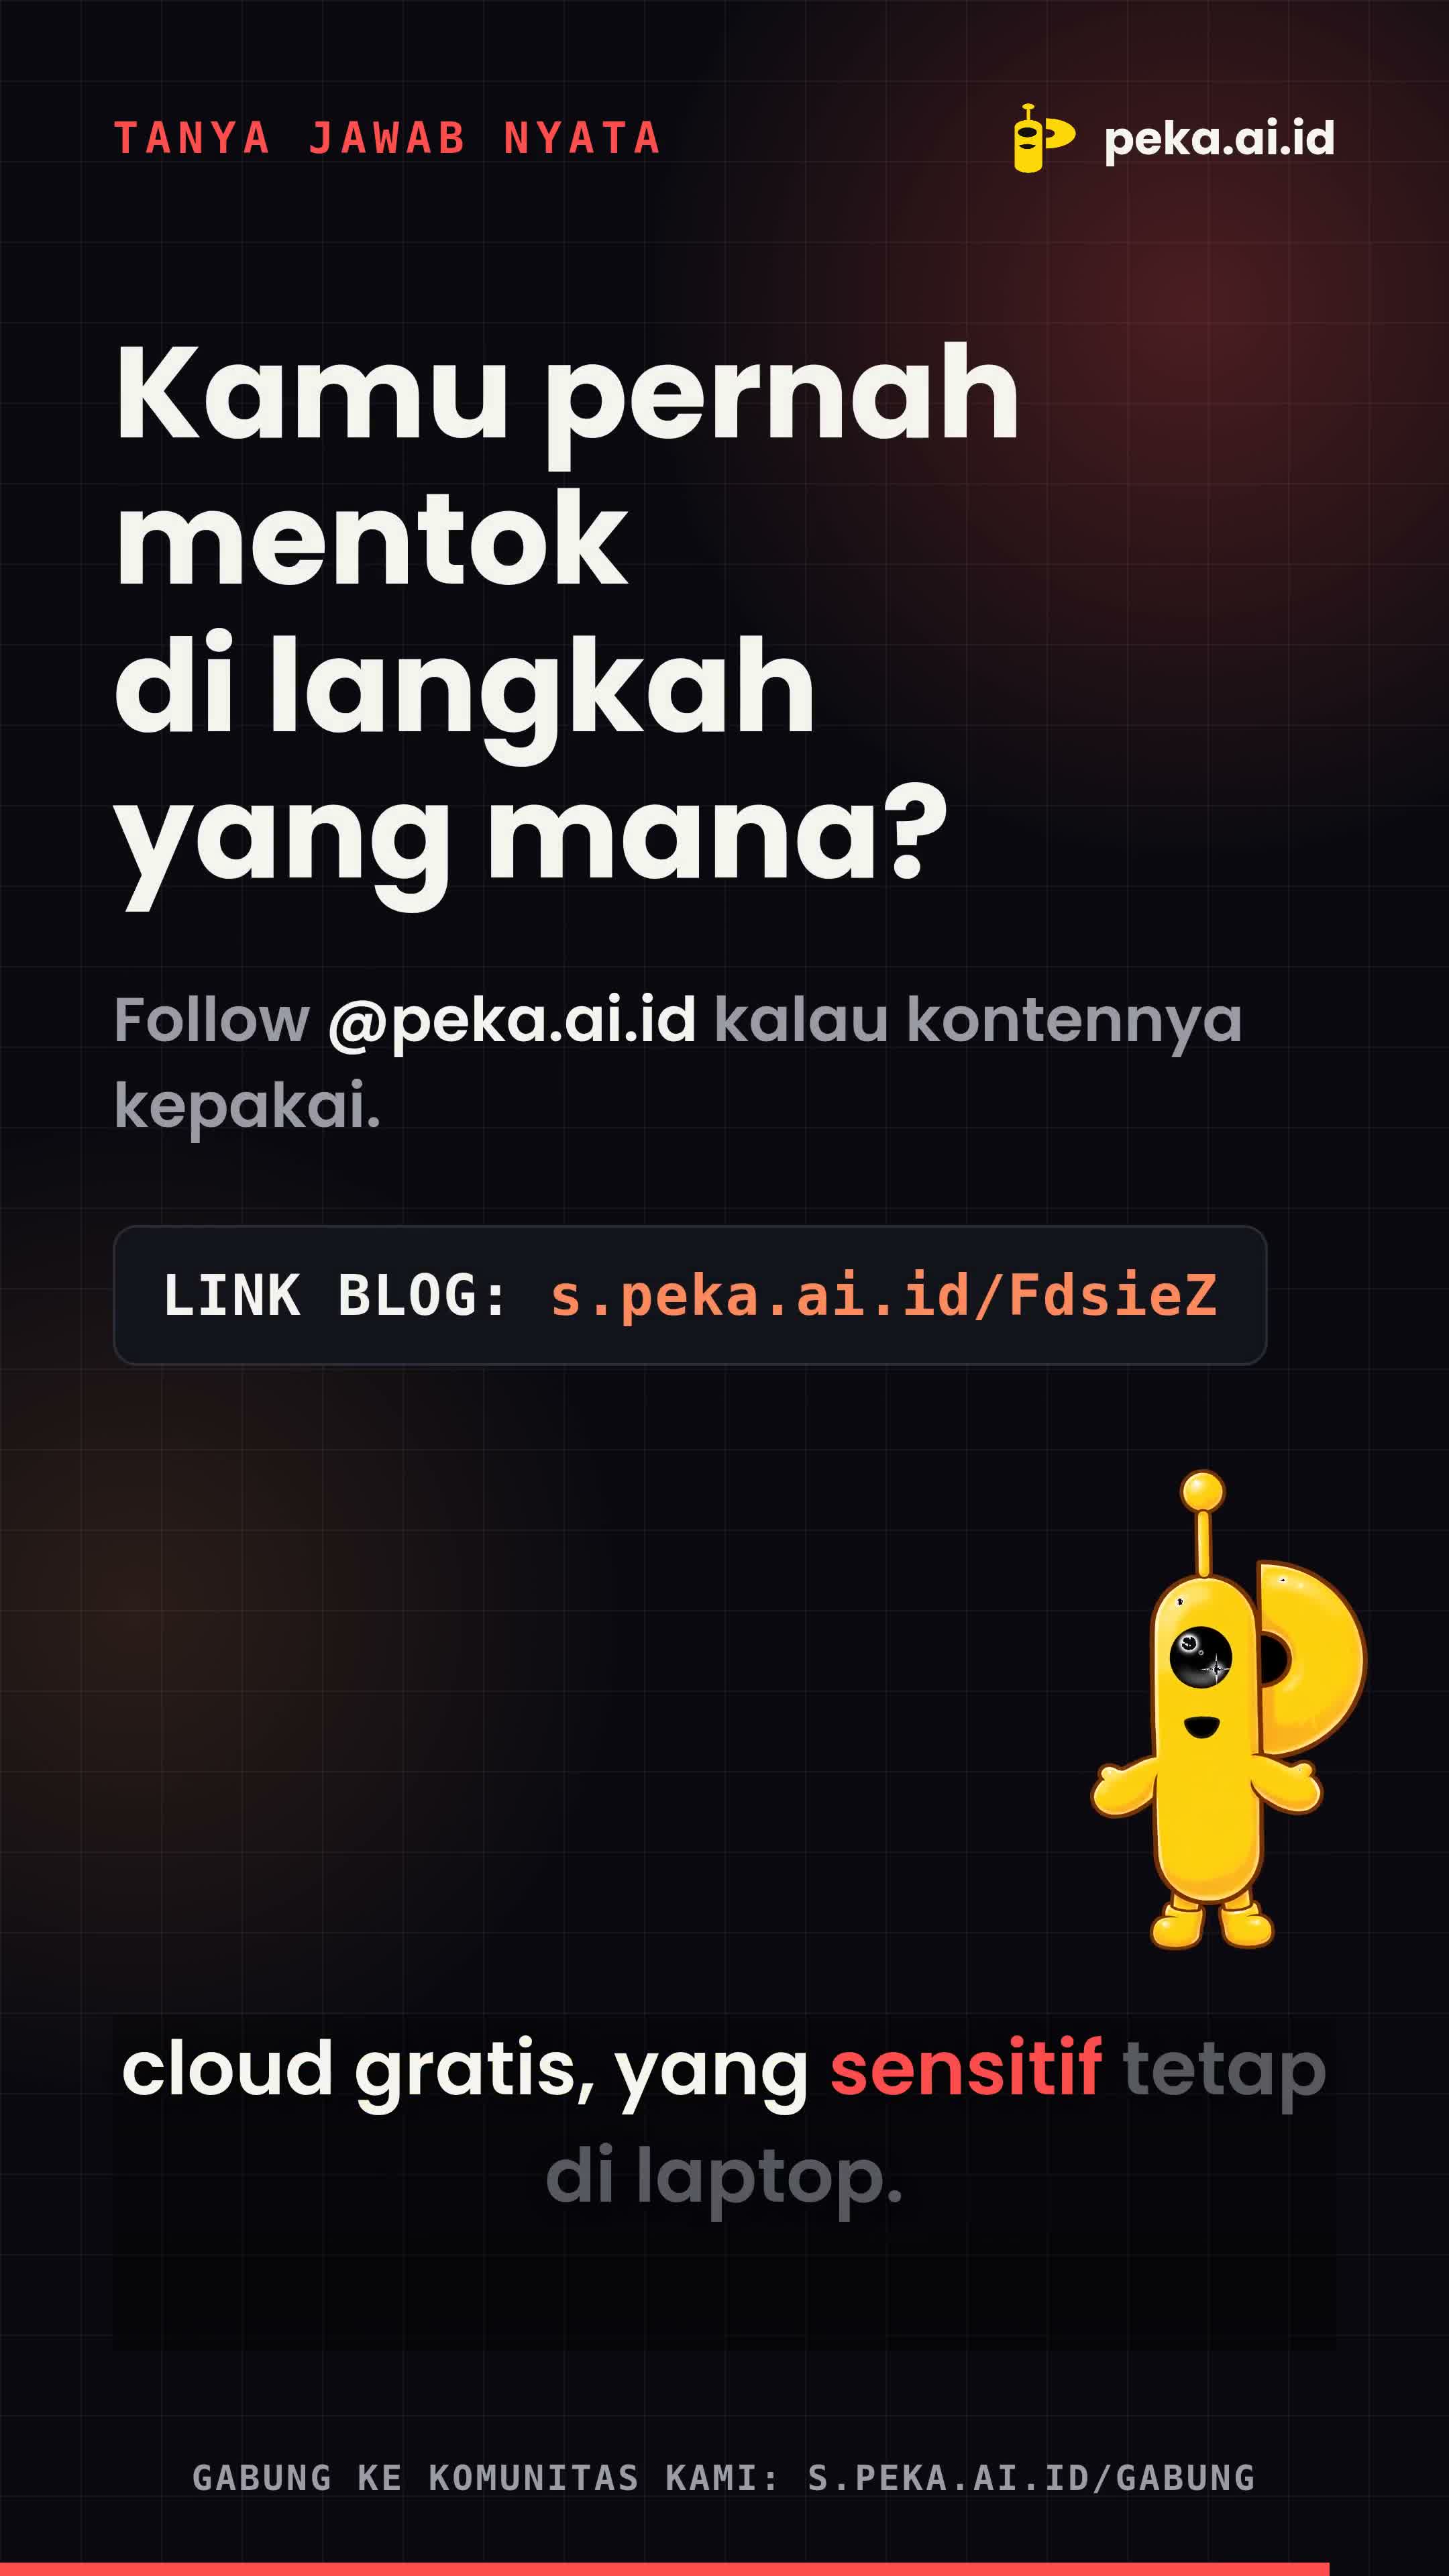 TANYA JAWAB NYATA
peka.ai.id
Kamu pernah
mentok
di langkah
yang mana?
Follow @peka.ai.id kalau kontennya
kepakai.
LINK BLOG: s.peka.ai.id/FdsieZ
cloud gratis, yang sensitif tetap
di laptop.
GABUNG KE KOMUNITAS KAMI: S.PEKA.AI.ID/GABUNG